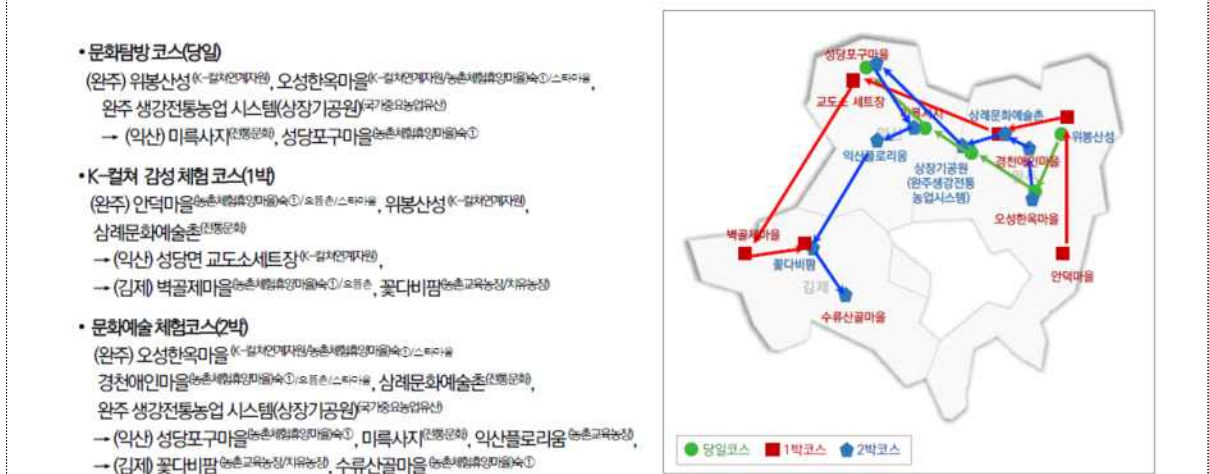 • 문화탐방 코스(당일)
(완주) 위봉산성(K-컬처연계자원), 오성한옥마을(K-컬처연계자원/농촌체험휴양마을)숙①/스타마을,
완주 생강전통농업 시스템(상장기공원)(국가중요농업유산)
→ (익산) 미륵사지(전통문화), 성당포구마을(농촌체험휴양마을)숙①
• K-컬쳐 감성 체험 코스(1박)
(완주) 안덕마을(농촌체험휴양마을)숙①/으뜸촌/스타마을, 위봉산성(K-컬처연계자원),
삼례문화예술촌(전통문화)
→ (익산) 성당면 교도소세트장(K-컬처연계자원),
→ (김제) 벽골제마을(농촌체험휴양마을)숙①/으뜸촌, 꽃다비팜(농촌교육농장/치유농장)
• 문화예술 체험코스(2박)
(완주) 오성한옥마을(K-컬처연계자원/농촌체험휴양마을)숙①/스타마을
경천애인마을(농촌체험휴양마을)숙①/으뜸촌/스타마을, 삼례문화예술촌(전통문화),
완주 생강전통농업 시스템(상장기공원)(국가중요농업유산)
→ (익산) 성당포구마을(농촌체험휴양마을)숙①, 미륵사지(전통문화), 익산플로리움(농촌교육농장),
→ (김제) 꽃다비팜(농촌교육농장/치유농장), 수류산골마을(농촌체험휴양마을)숙①
성당포구마을
교도소 세트장
삼례문화예술촌
위봉산성
익산플로리움
경천애인마을
상장기공원
(완주생강전통
농업시스템)
오성한옥마을
벽골제마을
꽃다비팜
안덕마을
김제
수류산골마을
당일코스 1박코스 2박코스